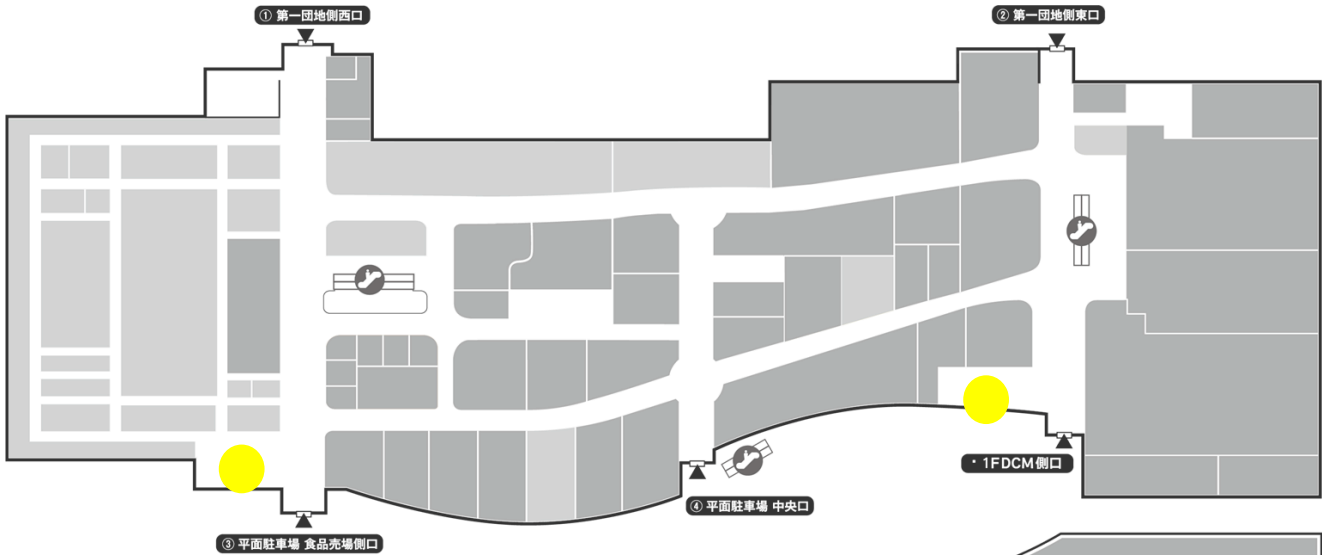 ① 第一団地側西口
② 第一団地側東口
・1FDCM側口
④ 平面駐車場 中央口
③ 平面駐車場 食品売場側口